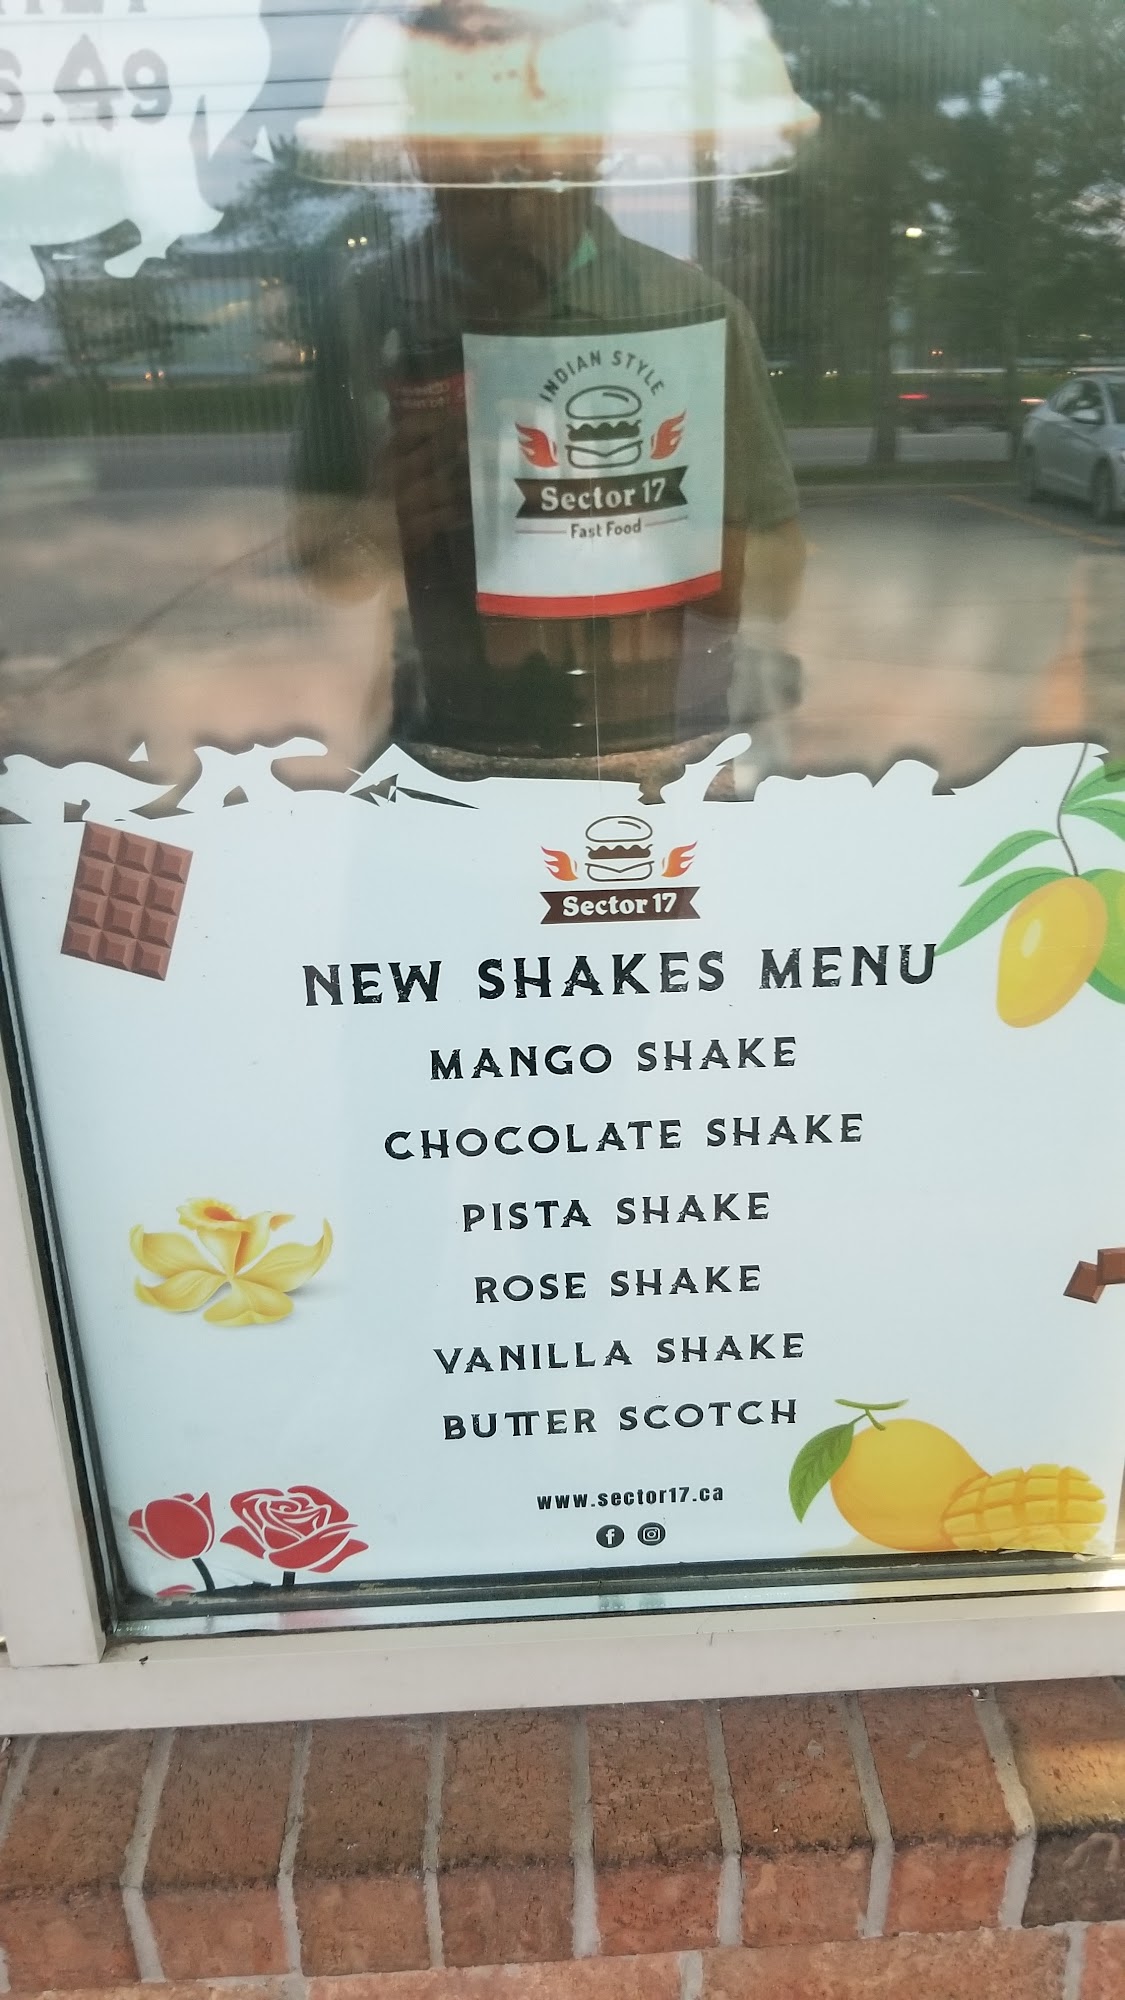 6.49
INDIAN STYLE
Sector 17
Fast Food
Sector 17
NEW SHAKES MENU
MANGO SHAKE
CHOCOLATE SHAKE
PISTA SHAKE
ROSE SHAKE
VANILLA SHAKE
BUTTER SCOTCH
www.sector17.ca